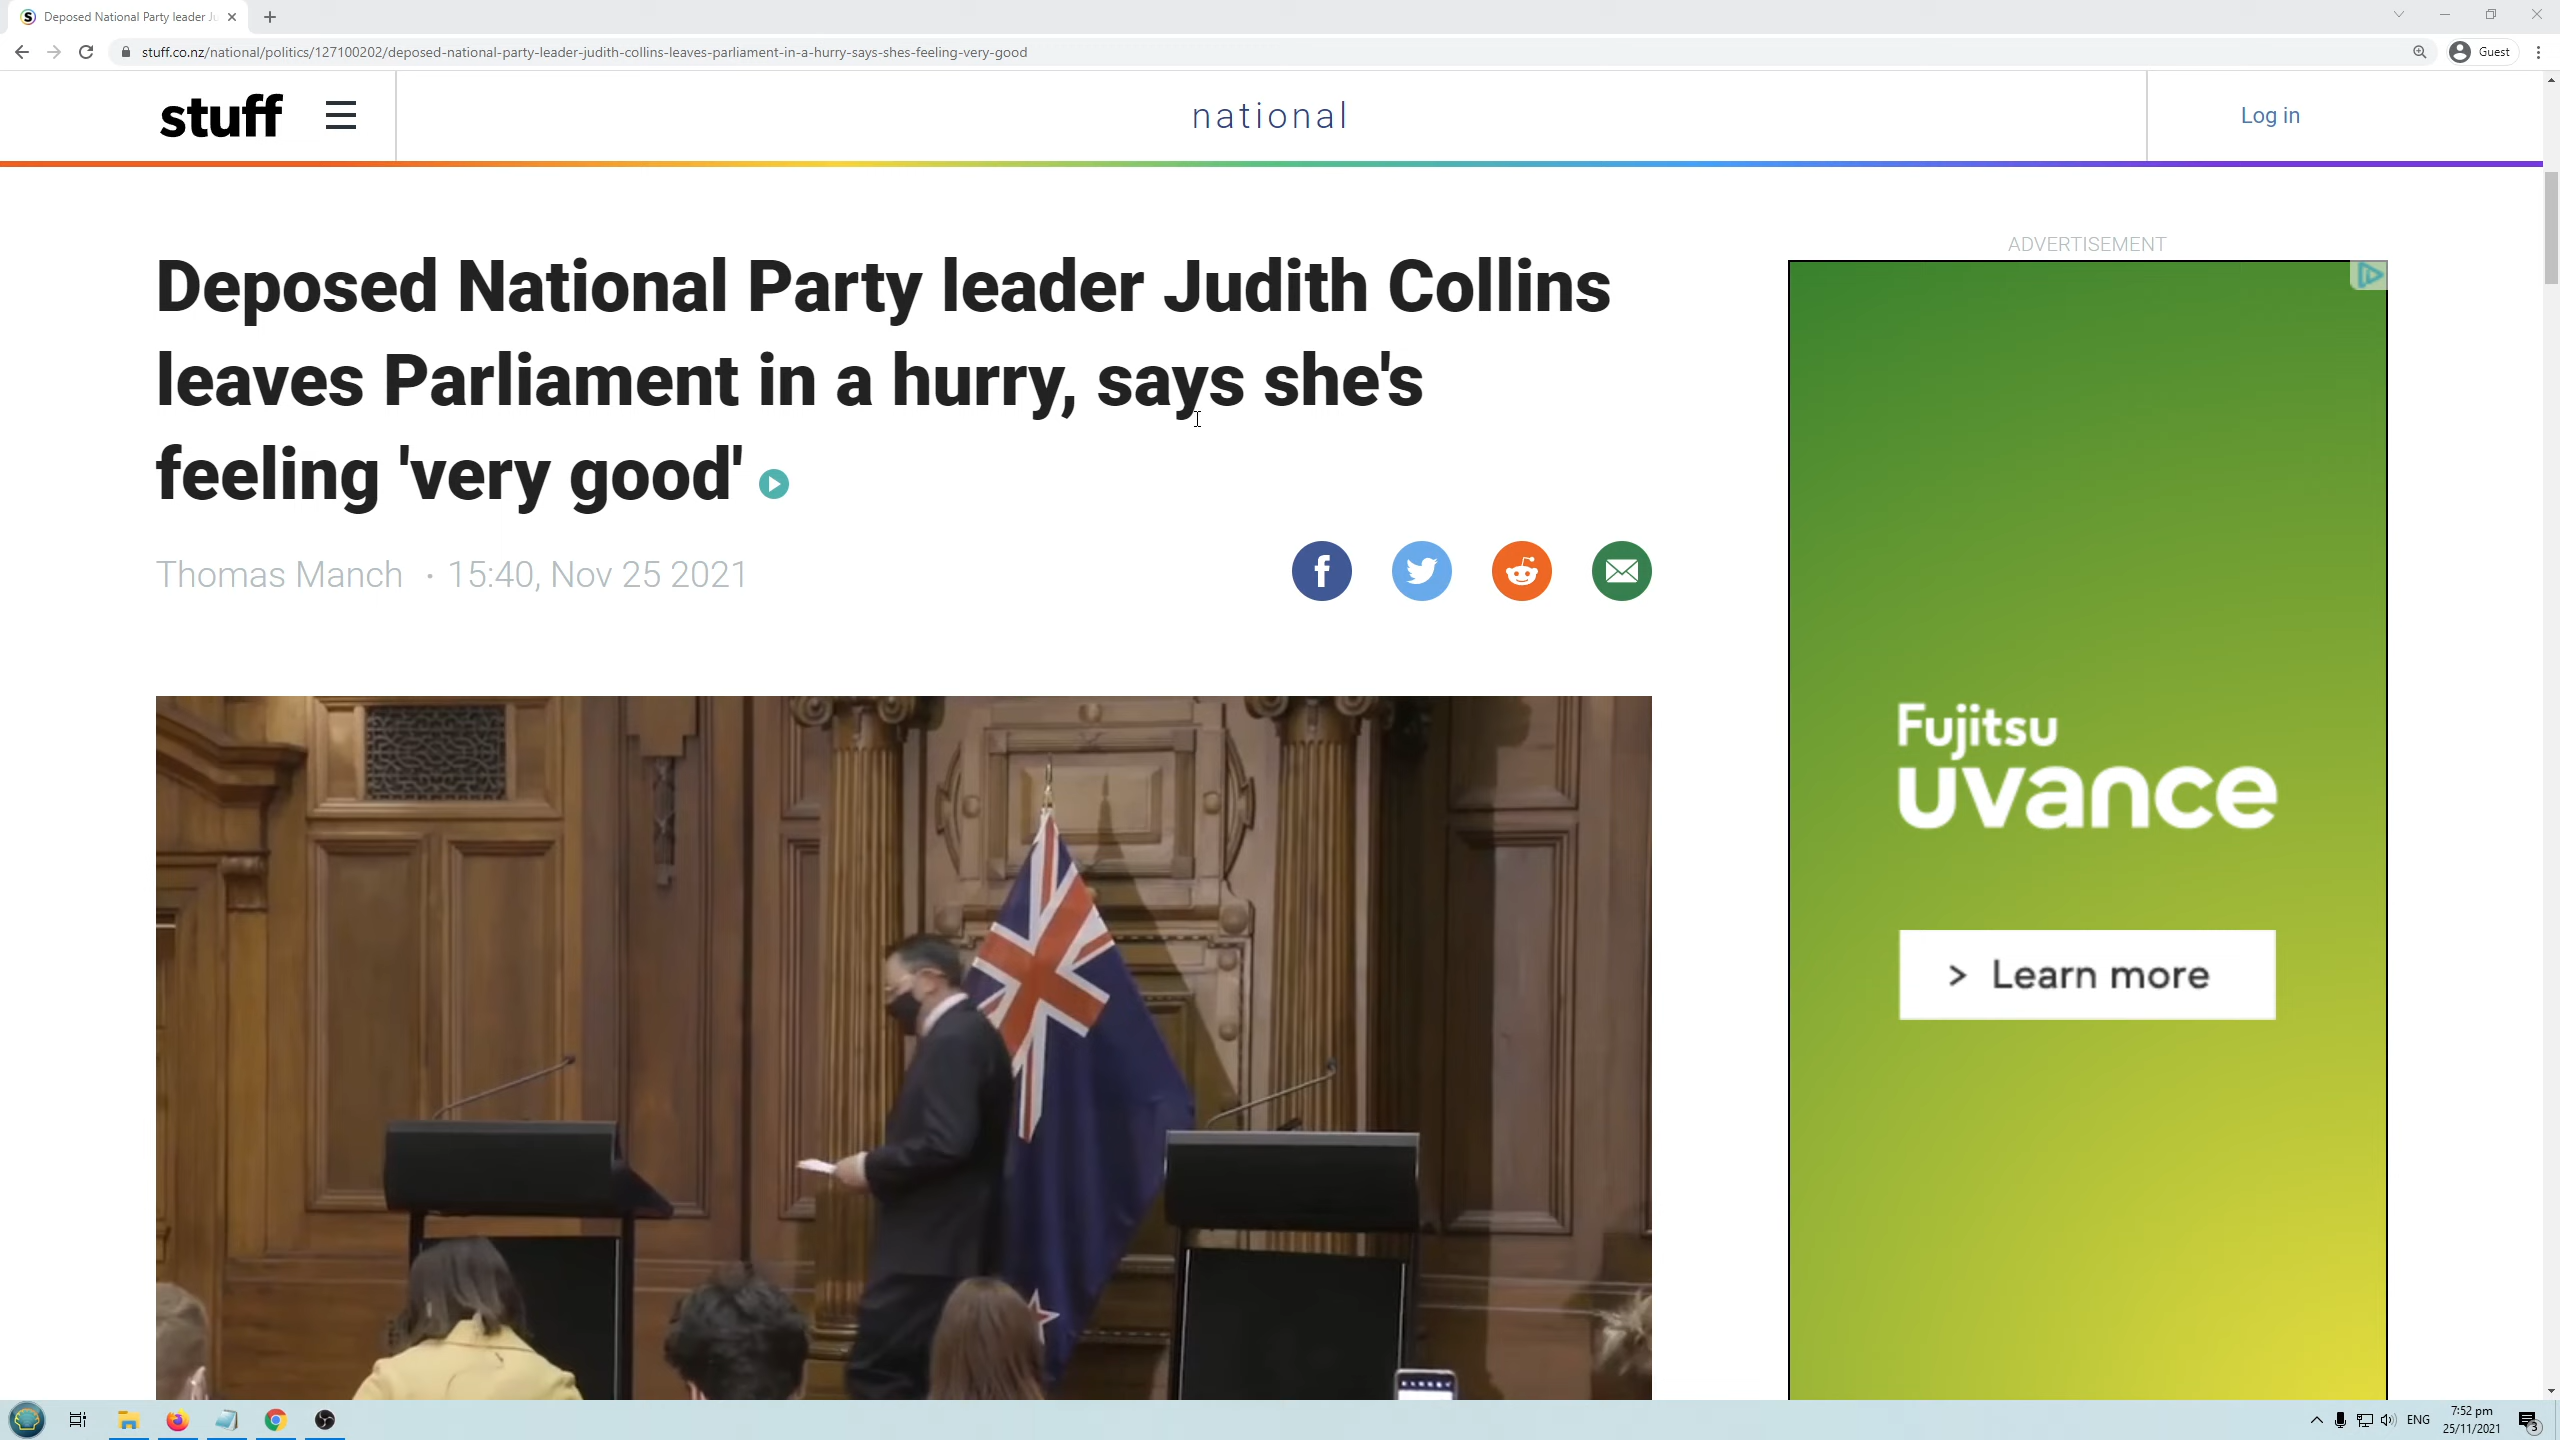 Deposed National Party leader Ju
stuff.co.nz/national/politics/127100202/deposed-national-party-leader-judith-collins-leaves-parliament-in-a-hurry-says-shes-feeling-very-good
Guest
stuff
national
Log in
Deposed National Party leader Judith Collins
leaves Parliament in a hurry, says she's
feeling 'very good'
Thomas Manch · 15:40, Nov 25 2021
ADVERTISEMENT
Fujitsu
uvance
> Learn more
ENG
7:52 pm
25/11/2021
3